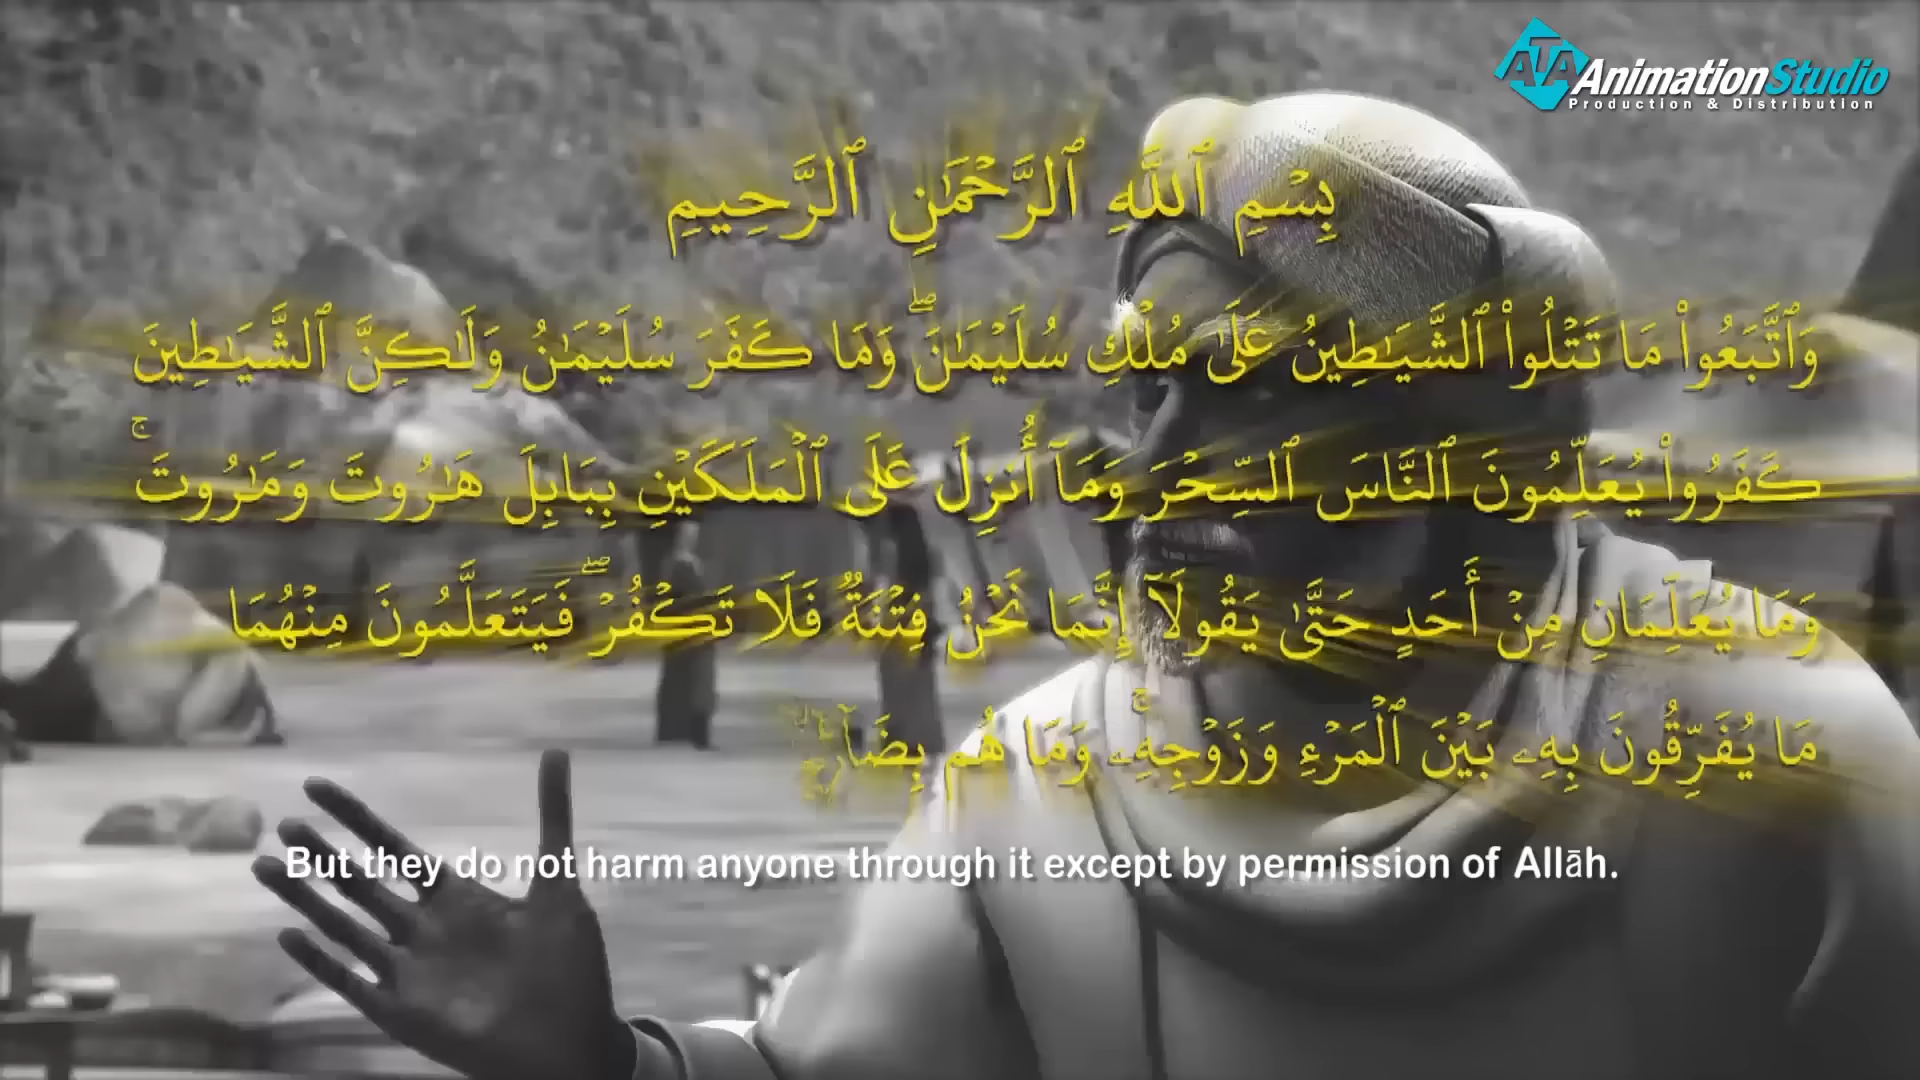 ATA AnimationStudio
Production & Distribution
بِسْمِ ٱللَّهِ ٱلرَّحْمَٰنِ ٱلرَّحِيمِ
وَٱتَّبَعُوا۟ مَا تَتْلُوا۟ ٱلشَّيَٰطِينُ عَلَىٰ مُلْكِ سُلَيْمَٰنَ ۖ وَمَا كَفَرَ سُلَيْمَٰنُ وَلَٰكِنَّ ٱلشَّيَٰطِينَ
كَفَرُوا۟ يُعَلِّمُونَ ٱلنَّاسَ ٱلسِّحْرَ وَمَآ أُنزِلَ عَلَى ٱلْمَلَكَيْنِ بِبَابِلَ هَٰرُوتَ وَمَٰرُوتَ ۚ
وَمَا يُعَلِّمَانِ مِنْ أَحَدٍ حَتَّىٰ يَقُولَآ إِنَّمَا نَحْنُ فِتْنَةٌ فَلَا تَكْفُرْ ۖ فَيَتَعَلَّمُونَ مِنْهُمَا
مَا يُفَرِّقُونَ بِهِۦ بَيْنَ ٱلْمَرْءِ وَزَوْجِهِۦ ۚ وَمَا هُم
But they do not harm anyone through it except by permission of Allāh.